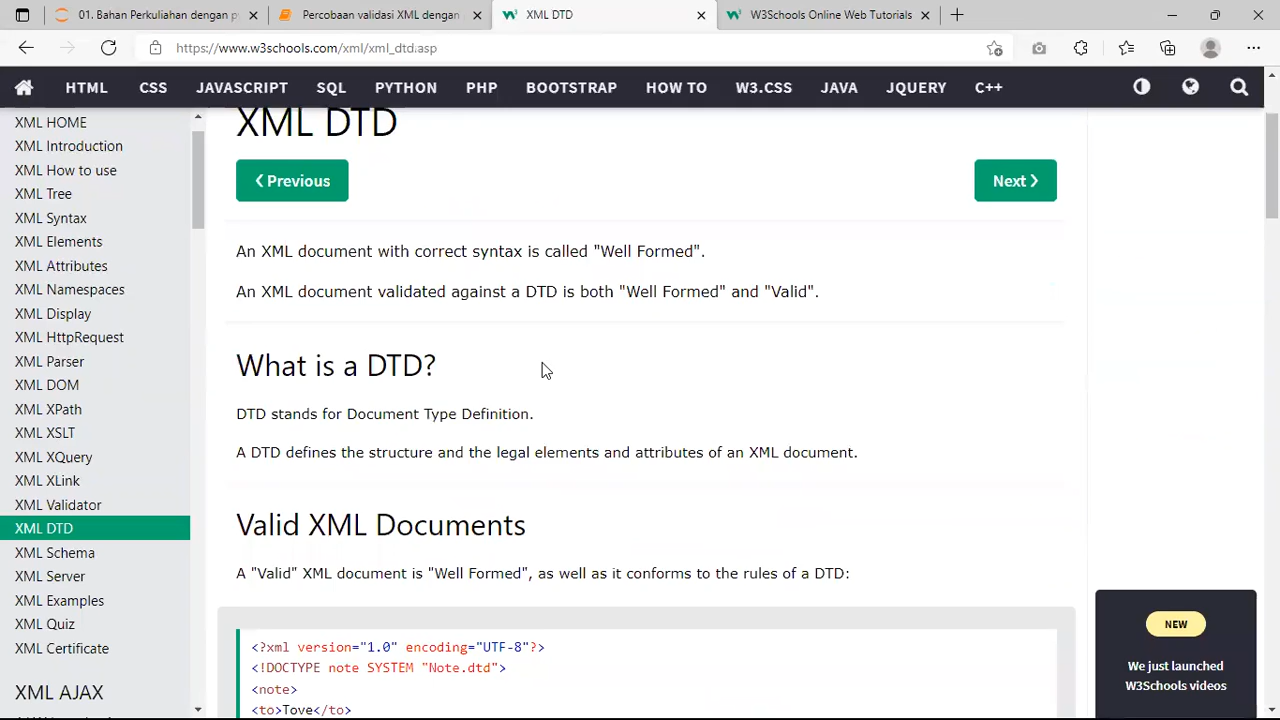 01. Bahan Perkuliahan dengan py
Percobaan validasi XML dengan
XML DTD
W3Schools Online Web Tutorials
https://www.w3schools.com/xml/xml_dtd.asp
HTML CSS JAVASCRIPT SQL PYTHON PHP BOOTSTRAP HOW TO W3.CSS JAVA JQUERY C++
XML HOME
XML Introduction
XML How to use
XML Tree
XML Syntax
XML Elements
XML Attributes
XML Namespaces
XML Display
XML HttpRequest
XML Parser
XML DOM
XML XPath
XML XSLT
XML XQuery
XML XLink
XML Validator
XML DTD
XML Schema
XML Server
XML Examples
XML Quiz
XML Certificate
XML AJAX
XML DTD
❮ Previous
Next ❯
An XML document with correct syntax is called "Well Formed".
An XML document validated against a DTD is both "Well Formed" and "Valid".
What is a DTD?
DTD stands for Document Type Definition.
A DTD defines the structure and the legal elements and attributes of an XML document.
Valid XML Documents
A "Valid" XML document is "Well Formed", as well as it conforms to the rules of a DTD:
<?xml version="1.0" encoding="UTF-8"?>
<!DOCTYPE note SYSTEM "Note.dtd">
<note>
<to>Tove</to>
NEW
We just launched
W3Schools videos